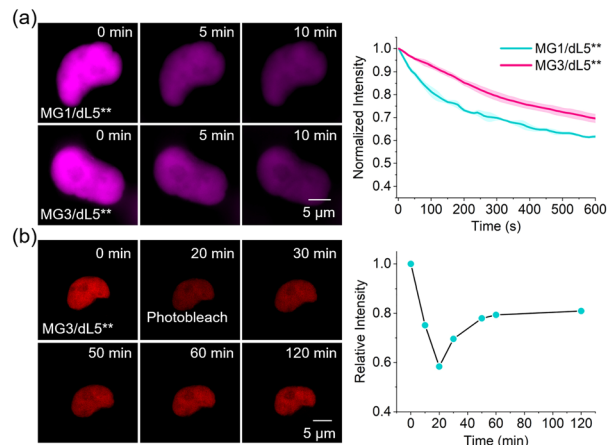 (a)
0 min
5 min
10 min
MG1/dL5**
0 min
5 min
10 min
MG3/dL5**
5 μm
MG1/dL5**
MG3/dL5**
Normalized Intensity
1.0
0.9
0.8
0.7
0.6
0.5
0.4
0 100 200 300 400 500 600
Time (s)
(b)
0 min
20 min
30 min
MG3/dL5**
Photobleach
50 min
60 min
120 min
5 μm
Relative Intensity
1.0
0.8
0.6
0.4
0 20 40 60 80 100 120
Time (min)